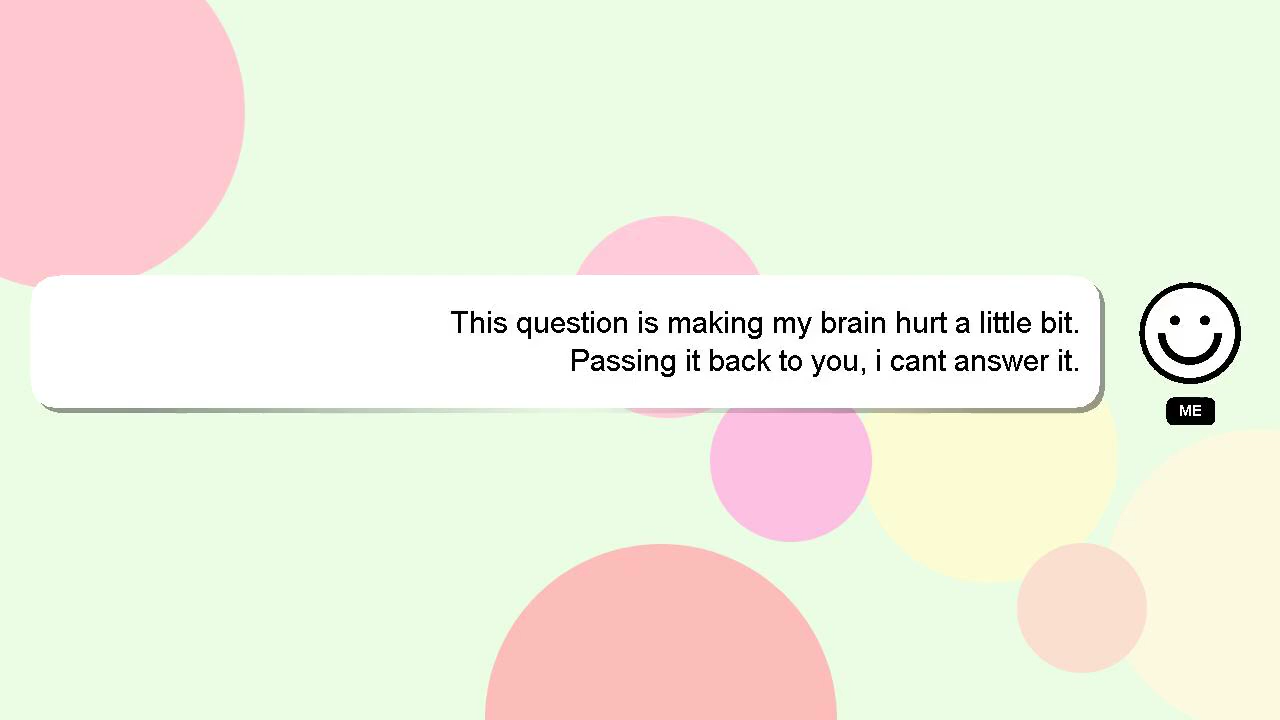 This question is making my brain hurt a little bit.
Passing it back to you, i cant answer it.
ME